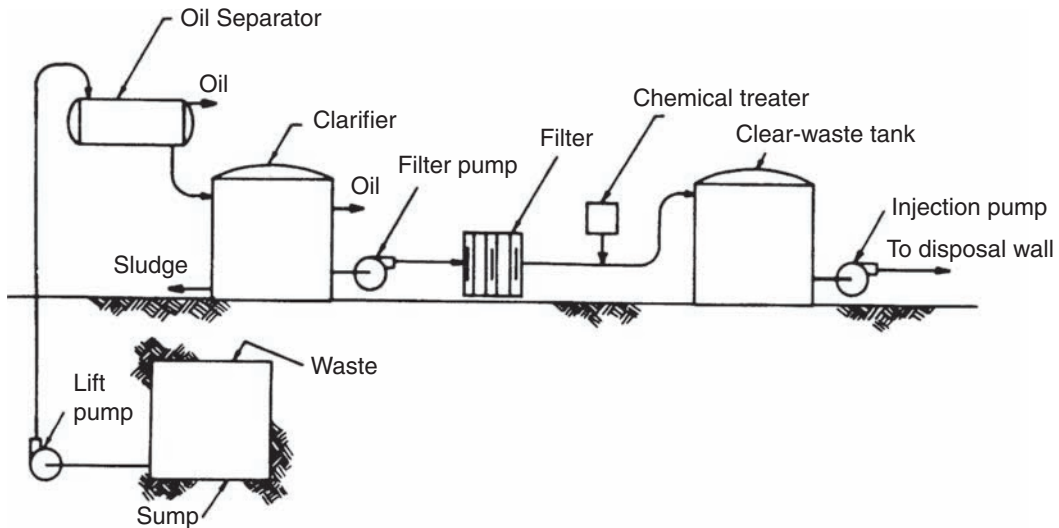 Oil Separator
Oil
Clarifier
Oil
Filter pump
Filter
Chemical treater
Clear-waste tank
Injection pump
To disposal wall
Sludge
Waste
Lift
pump
Sump